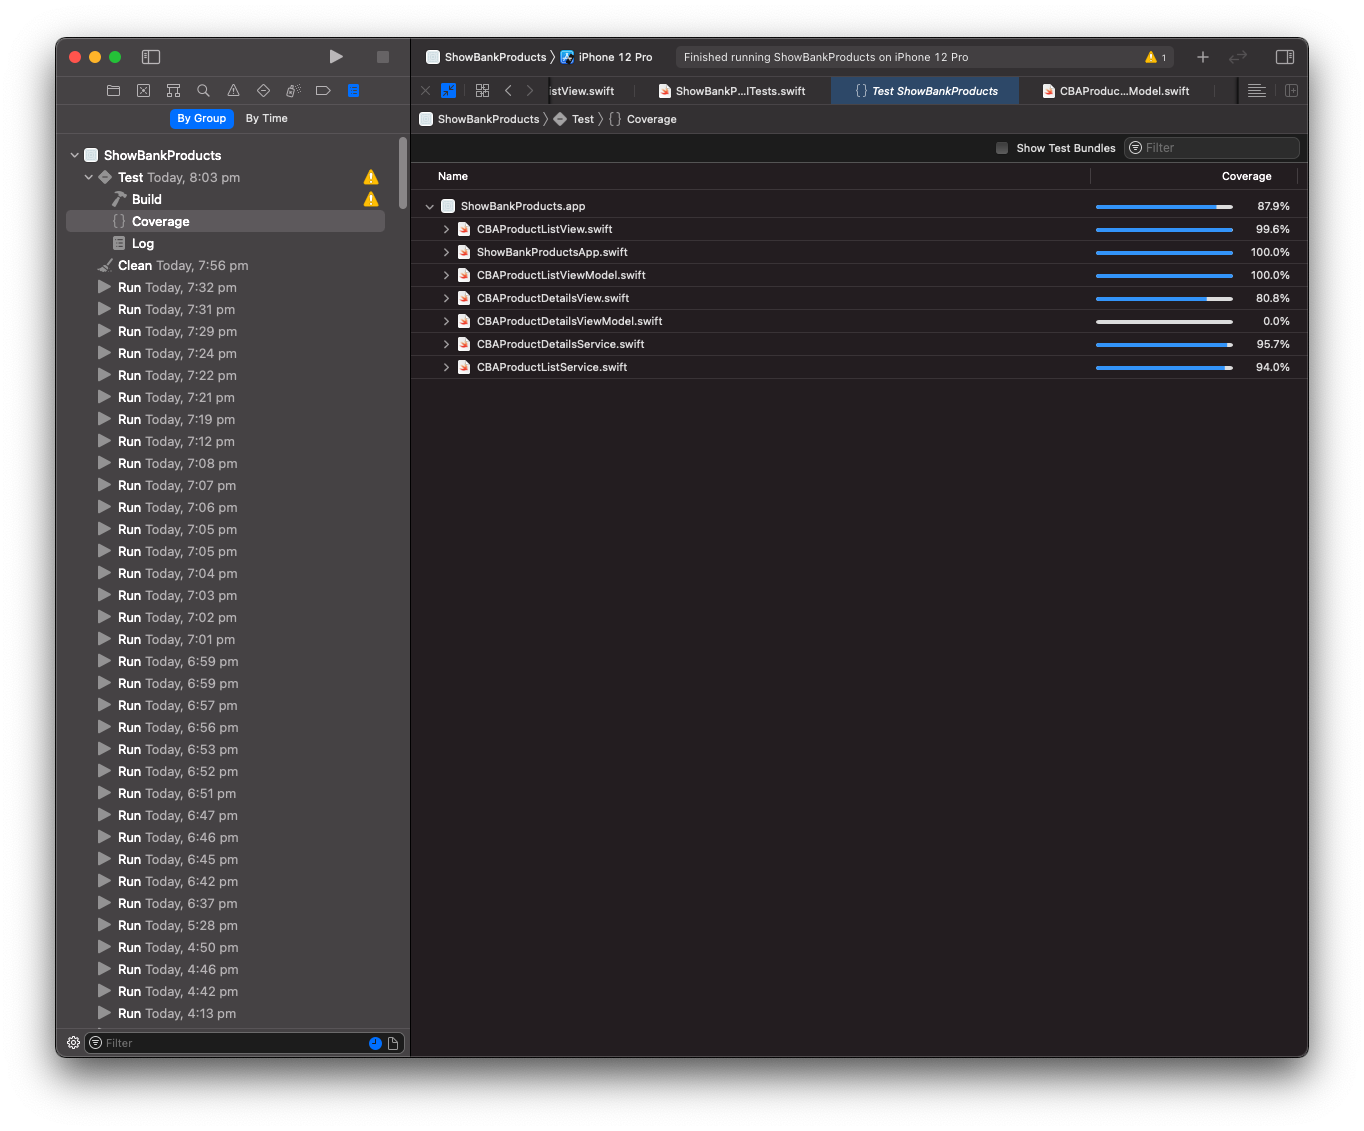 ShowBankProducts
iPhone 12 Pro
Finished running ShowBankProducts on iPhone 12 Pro
1
istView.swift
ShowBankP...lTests.swift
{} Test ShowBankProducts
CBAProduc...Model.swift
By Group
By Time
ShowBankProducts
Test
{} Coverage
Show Test Bundles
Filter
ShowBankProducts
Test Today, 8:03 pm
Build
{} Coverage
Log
Clean Today, 7:56 pm
Run Today, 7:32 pm
Run Today, 7:31 pm
Run Today, 7:29 pm
Run Today, 7:24 pm
Run Today, 7:22 pm
Run Today, 7:21 pm
Run Today, 7:19 pm
Run Today, 7:12 pm
Run Today, 7:08 pm
Run Today, 7:07 pm
Run Today, 7:06 pm
Run Today, 7:05 pm
Run Today, 7:05 pm
Run Today, 7:04 pm
Run Today, 7:03 pm
Run Today, 7:02 pm
Run Today, 7:01 pm
Run Today, 6:59 pm
Run Today, 6:59 pm
Run Today, 6:57 pm
Run Today, 6:56 pm
Run Today, 6:53 pm
Run Today, 6:52 pm
Run Today, 6:51 pm
Run Today, 6:47 pm
Run Today, 6:46 pm
Run Today, 6:45 pm
Run Today, 6:42 pm
Run Today, 6:37 pm
Run Today, 5:28 pm
Run Today, 4:50 pm
Run Today, 4:46 pm
Run Today, 4:42 pm
Run Today, 4:13 pm
Filter
Name Coverage
ShowBankProducts.app 87.9%
CBAProductListView.swift 99.6%
ShowBankProductsApp.swift 100.0%
CBAProductListViewModel.swift 100.0%
CBAProductDetailsView.swift 80.8%
CBAProductDetailsViewModel.swift 0.0%
CBAProductDetailsService.swift 95.7%
CBAProductListService.swift 94.0%